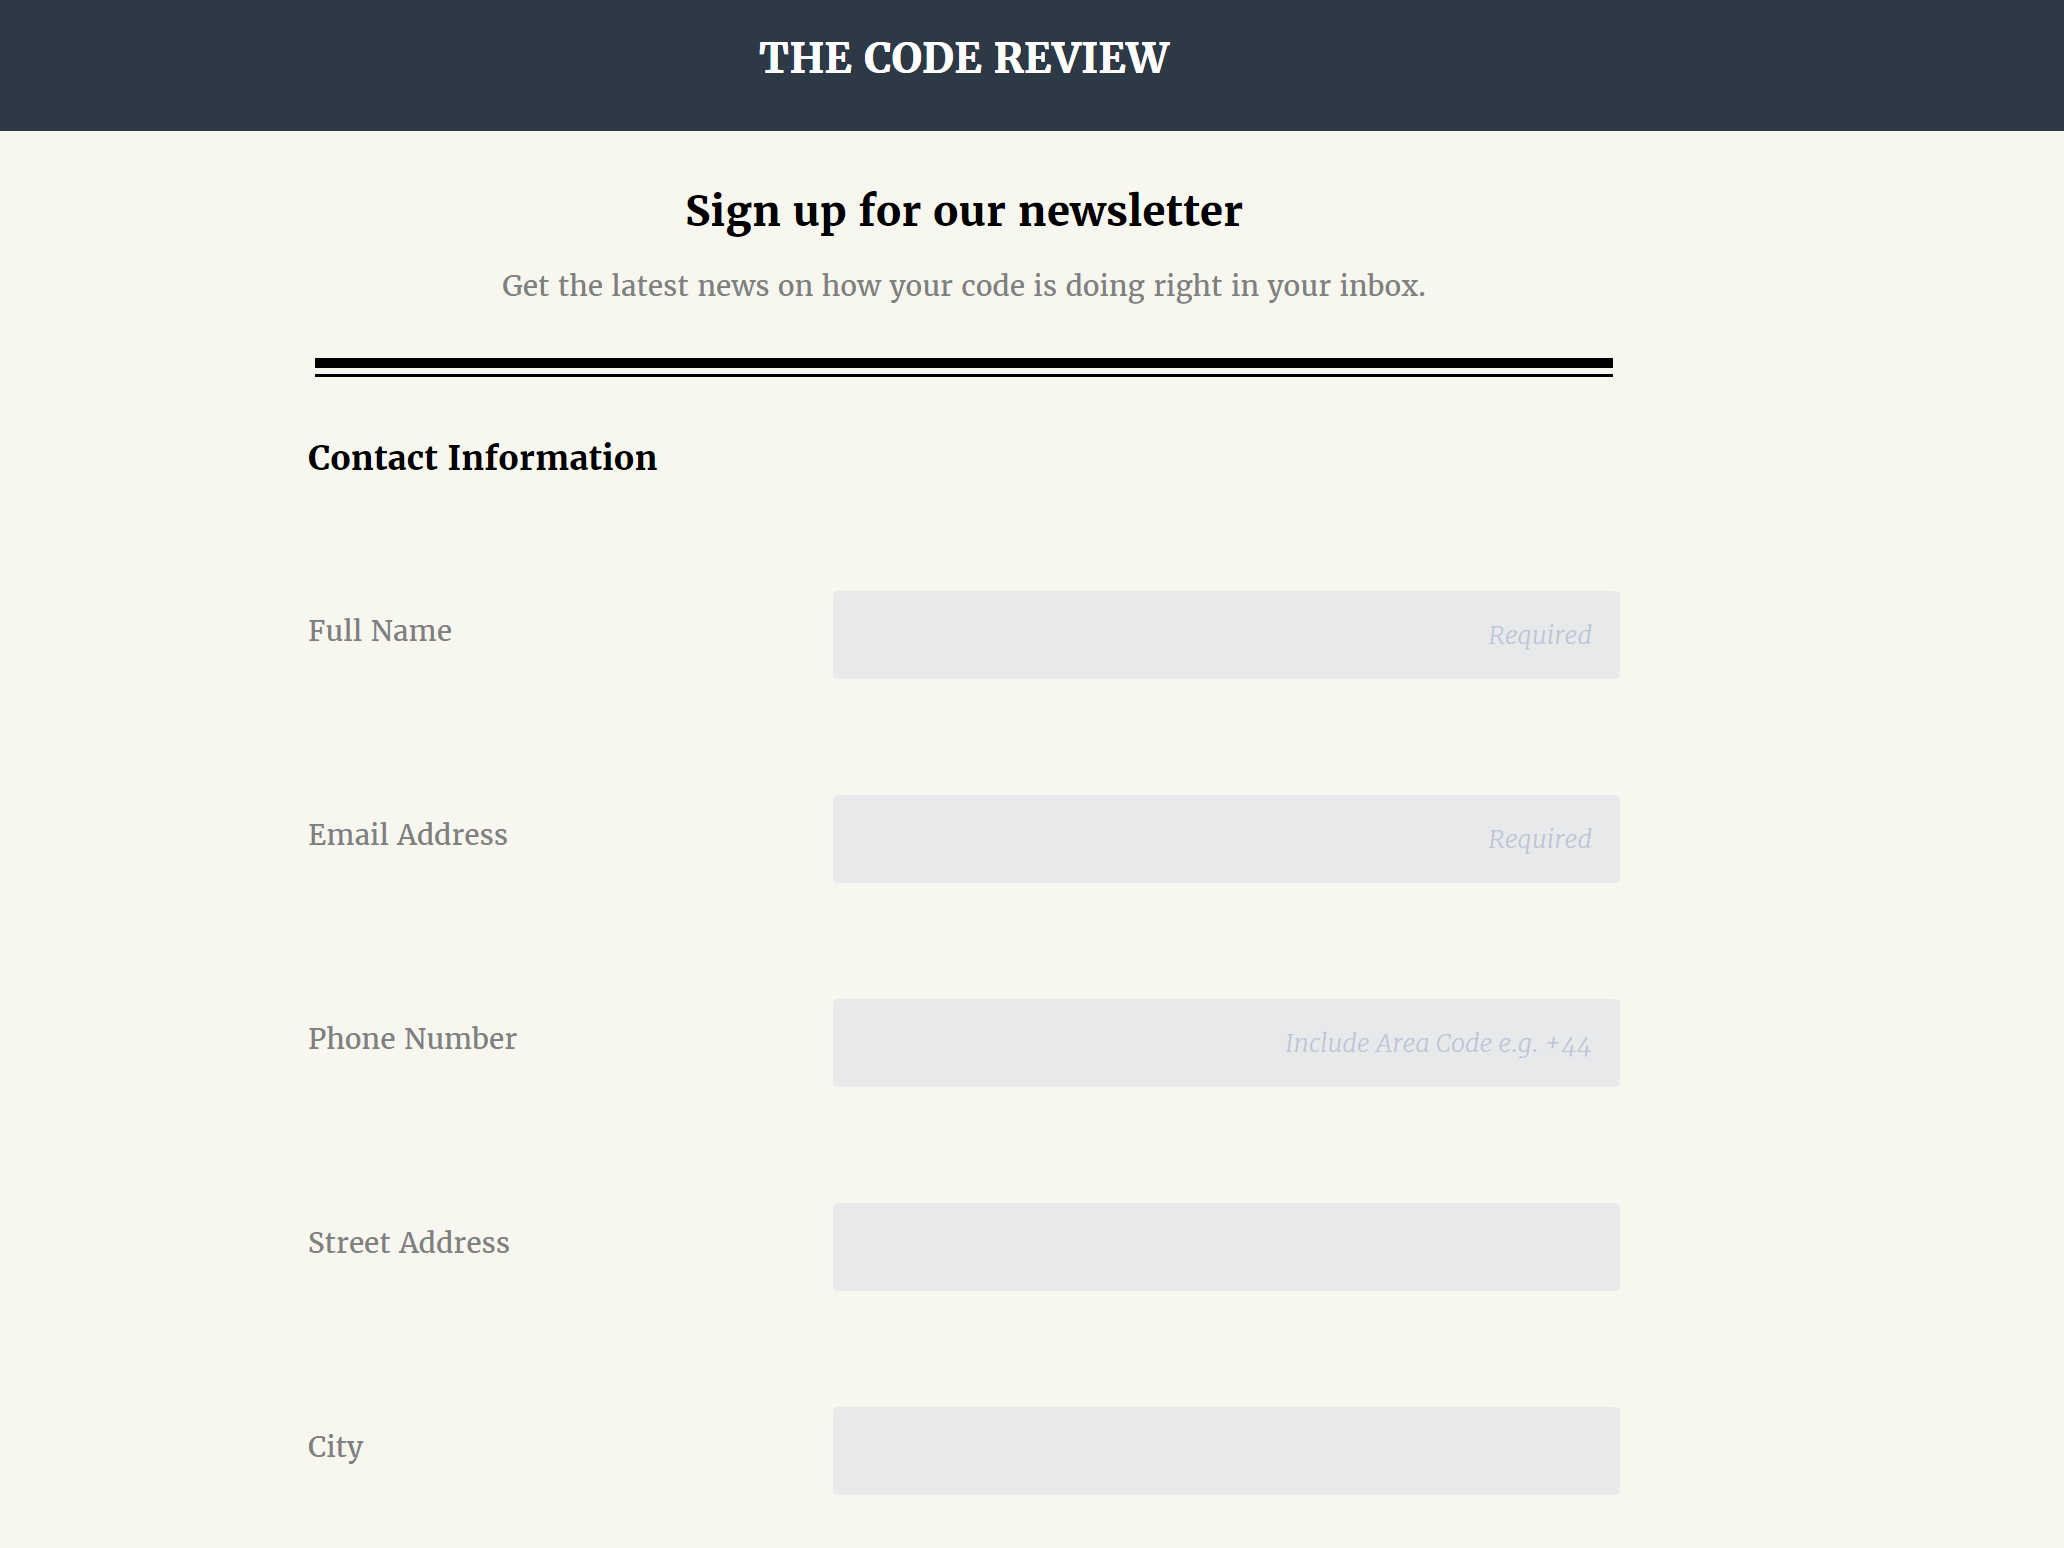 THE CODE REVIEW
Sign up for our newsletter
Get the latest news on how your code is doing right in your inbox.
Contact Information
Full Name
Required
Email Address
Required
Phone Number
Include Area Code e.g. +44
Street Address
City